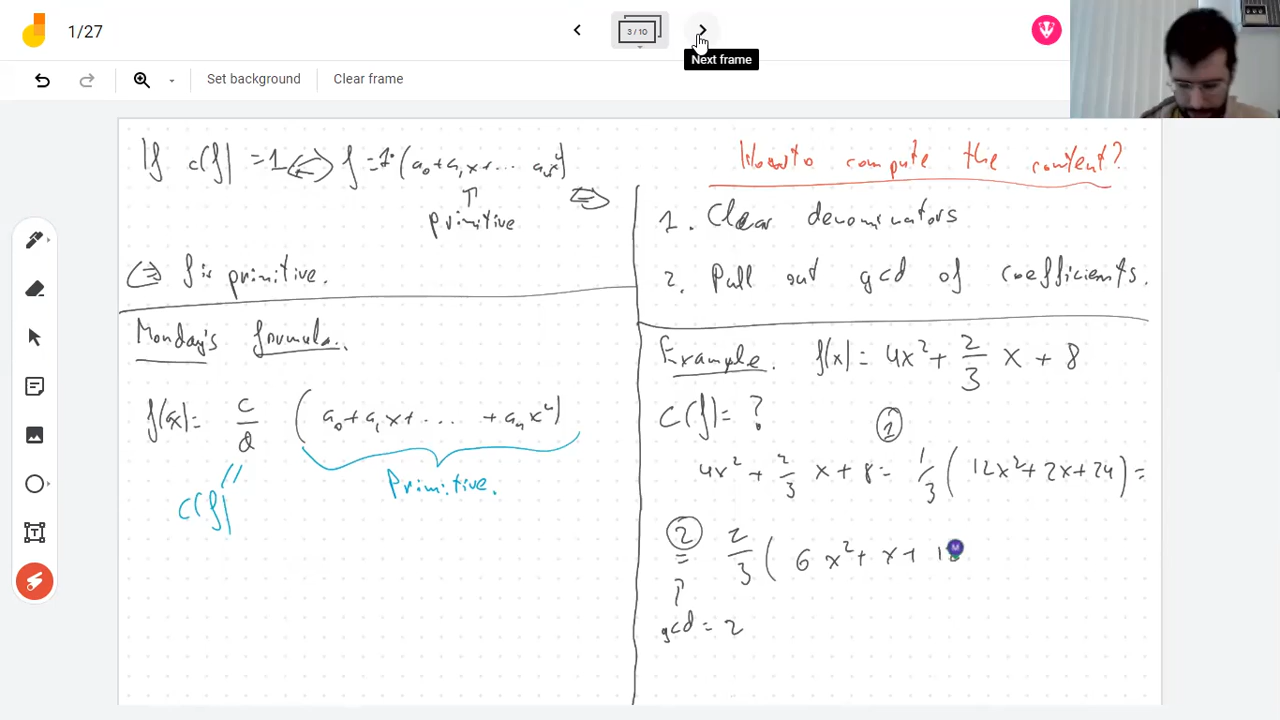 1/27
3 / 10
Next frame
Set background
Clear frame
If c(f) = 1 <=> f = 1·(a₀+a₁x+... aₙxⁿ)
primitive
=>
(=>) f is primitive.
Monday's formula.
f(x) = c/d (a₀+a₁x+.... +aₙxⁿ)
c(f)
Primitive.
How to compute the content?
1. Clear denominators
2. Pull out gcd of coefficients.
Example. f(x) = 4x² + 2/3 x + 8
c(f) = ?
①
4x² + 2/3 x + 8 = 1/3 ( 12x² + 2x + 24 ) =
② = 2/3 ( 6x² + x + 1
gcd = 2